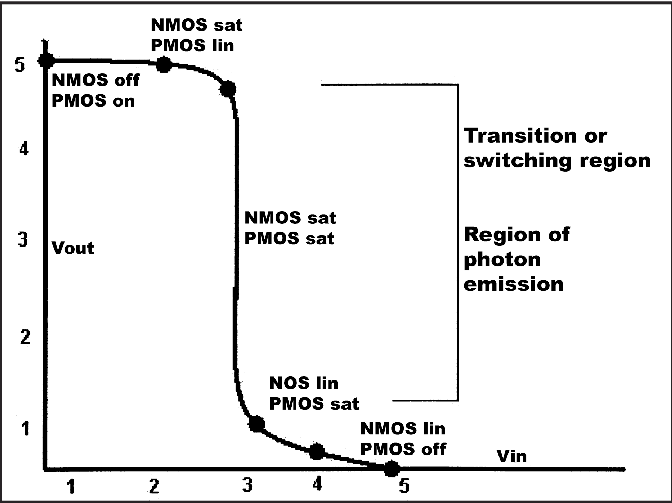 NMOS sat
PMOS lin
5
NMOS off
PMOS on
Transition or
switching region
4
NMOS sat
PMOS sat
3
Vout
Region of
photon
emission
2
NOS lin
PMOS sat
1
NMOS lin
PMOS off
Vin
1 2 3 4 5